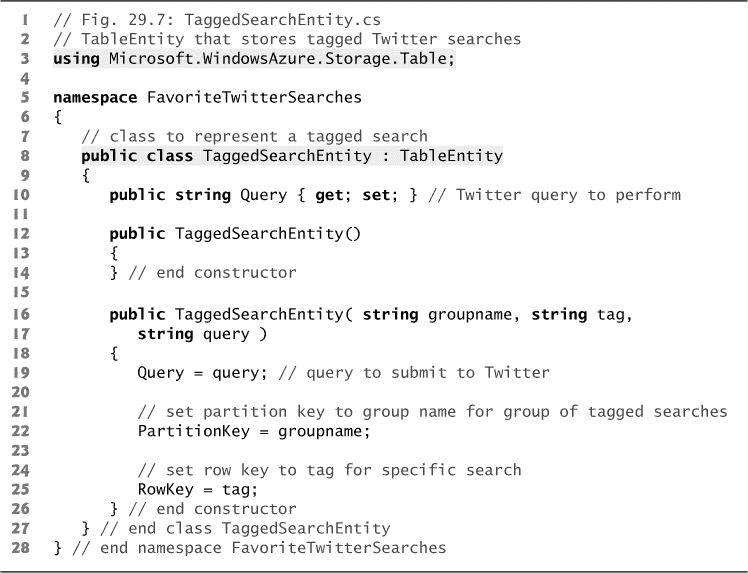 1 // Fig. 29.7: TaggedSearchEntity.cs
2 // TableEntity that stores tagged Twitter searches
3 using Microsoft.WindowsAzure.Storage.Table;
4
5 namespace FavoriteTwitterSearches
6 {
7 // class to represent a tagged search
8 public class TaggedSearchEntity : TableEntity
9 {
10 public string Query { get; set; } // Twitter query to perform
11
12 public TaggedSearchEntity()
13 {
14 } // end constructor
15
16 public TaggedSearchEntity( string groupname, string tag,
17 string query )
18 {
19 Query = query; // query to submit to Twitter
20
21 // set partition key to group name for group of tagged searches
22 PartitionKey = groupname;
23
24 // set row key to tag for specific search
25 RowKey = tag;
26 } // end constructor
27 } // end class TaggedSearchEntity
28 } // end namespace FavoriteTwitterSearches